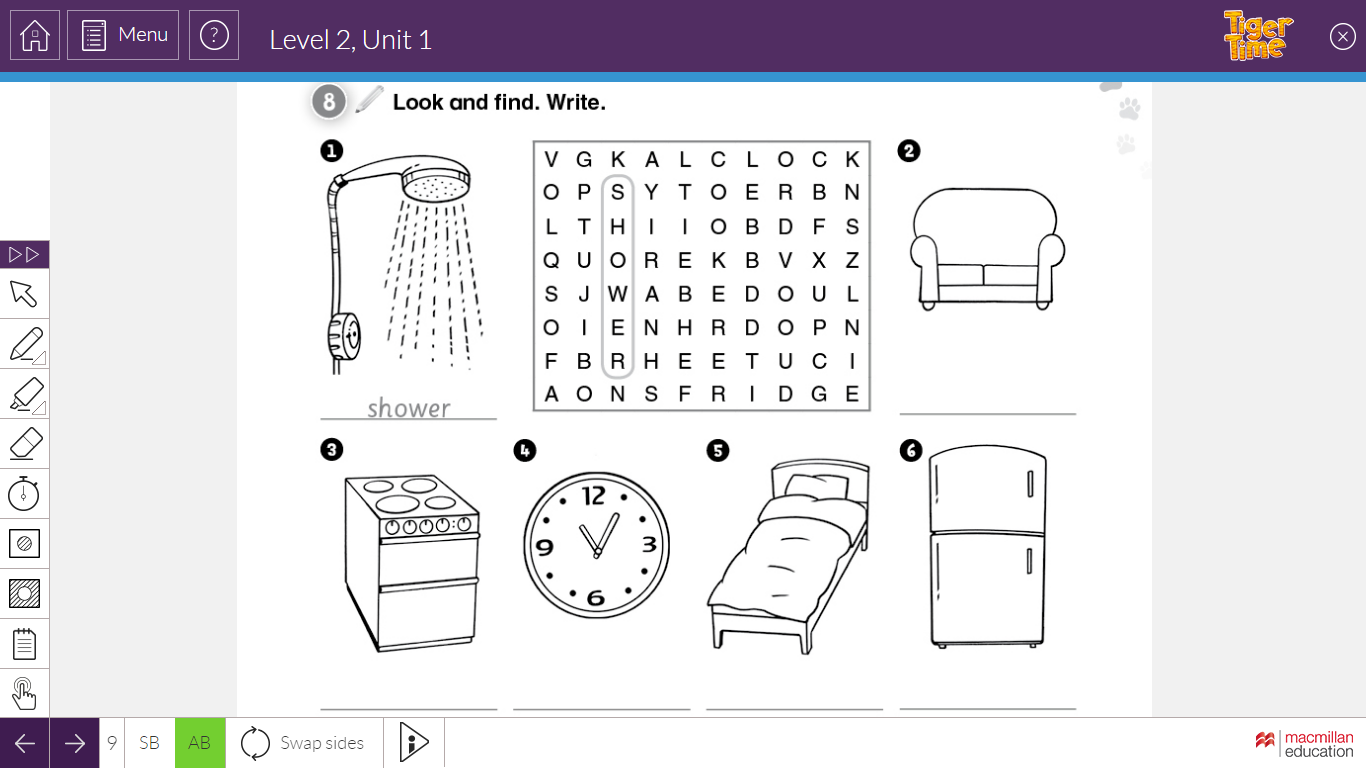 Menu
?
Level 2, Unit 1
Tiger
Time
8 Look and find. Write.
1
V G K A L C L O C K
O P S Y T O E R B N
L T H I I O B D F S
Q U O R E K B V X Z
S J W A B E D O U L
O I E N H R D O P N
F B R H E E T U C I
A O N S F R I D G E
2
shower
3
4
5
6
12
9
3
6
9
SB
AB
Swap sides
macmillan
education